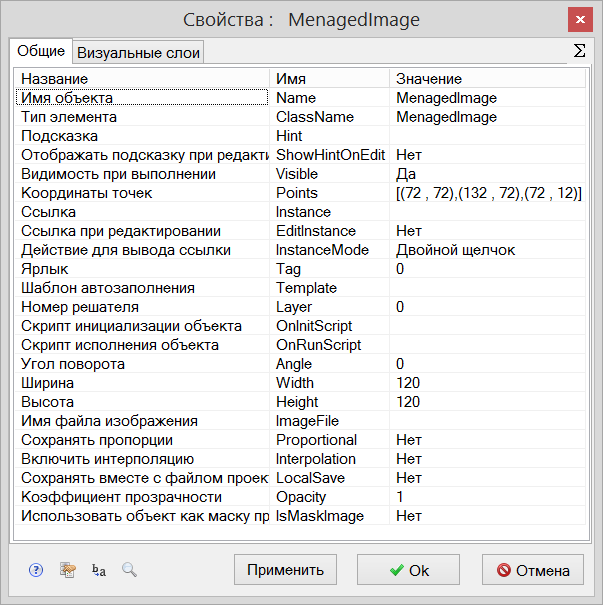 Свойства : MenagedImage
Общие Визуальные слои Σ
Название Имя Значение
Имя объекта Name MenagedImage
Тип элемента ClassName MenagedImage
Подсказка Hint
Отображать подсказку при редакти ShowHintOnEdit Нет
Видимость при выполнении Visible Да
Координаты точек Points [(72 , 72),(132 , 72),(72 , 12)]
Ссылка Instance
Ссылка при редактировании EditInstance Нет
Действие для вывода ссылки InstanceMode Двойной щелчок
Ярлык Tag 0
Шаблон автозаполнения Template
Номер решателя Layer 0
Скрипт инициализации объекта OnInitScript
Скрипт исполнения объекта OnRunScript
Угол поворота Angle 0
Ширина Width 120
Высота Height 120
Имя файла изображения ImageFile
Сохранять пропорции Proportional Нет
Включить интерполяцию Interpolation Нет
Сохранять вместе с файлом проек LocalSave Нет
Коэффициент прозрачности Opacity 1
Использовать объект как маску пр IsMaskImage Нет
? b a Применить Ok Отмена